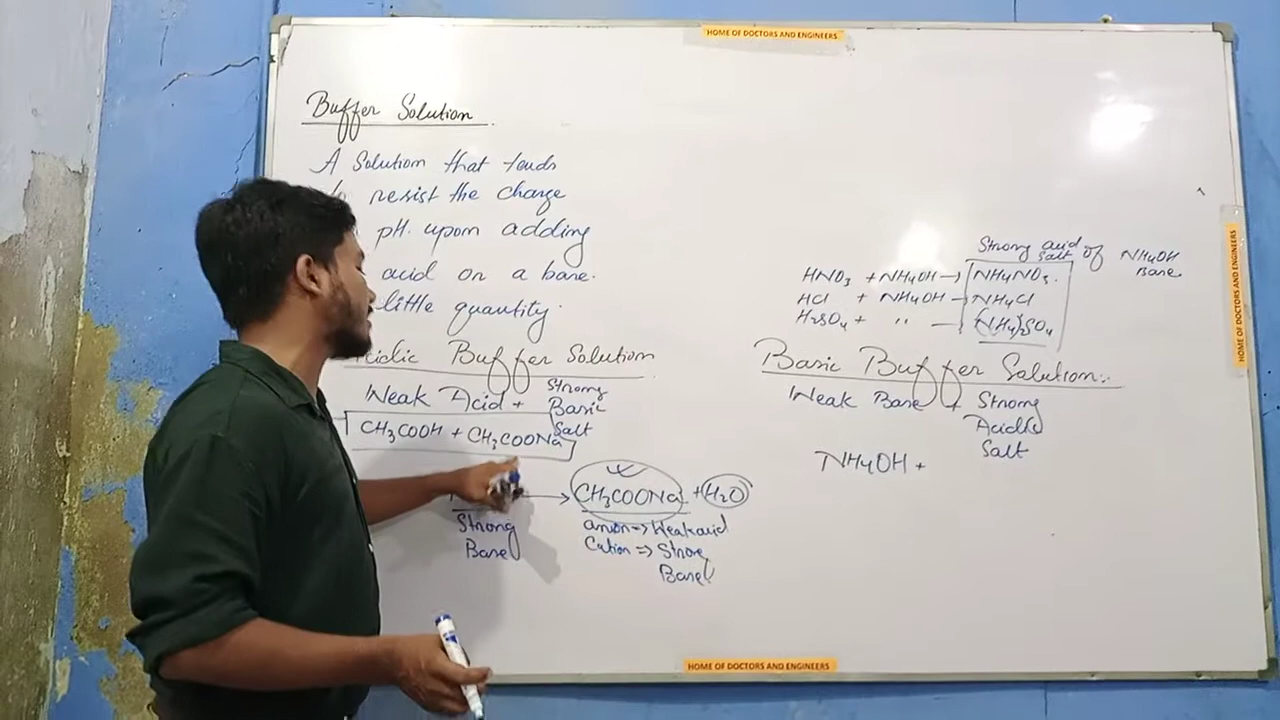 HOME OF DOCTORS AND ENGINEERS
Buffer Solution
A Solution that tends
resist the change
pH. upon adding
acid or a base.
little quantity
Buffer Solution
Weak Acid + Strong Basic Salt
CH₃COOH + CH₃COONa
→ CH₃COONa + H₂O
Strong
Base
anion => Weak acid
Cation => Strong
Base
Strong acid
salt of NH₄OH
Base
HNO₃ + NH₄OH → NH₄NO₃.
HCl + NH₄OH → NH₄Cl
H₂SO₄ + " — (NH₄)₂SO₄
Basic Buffer Solution:.
Weak Base + Strong
Acidic
Salt
NH₄OH +
HOME OF DOCTORS AND ENGINEERS
HOME OF DOCTORS AND ENGINEERS